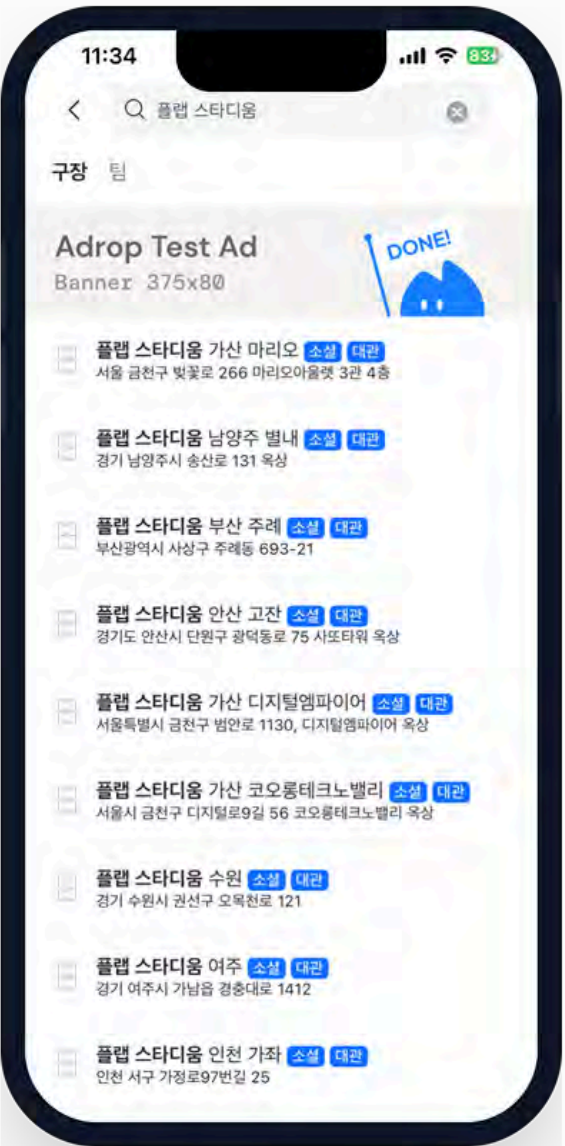 11:34
83
플랩 스타디움
구장 팀
Adrop Test Ad
DONE!
Banner 375x80
플랩 스타디움 가산 마리오 소셜 대관
서울 금천구 벚꽃로 266 마리오아울렛 3관 4층
플랩 스타디움 남양주 별내 소셜 대관
경기 남양주시 송산로 131 옥상
플랩 스타디움 부산 주례 소셜 대관
부산광역시 사상구 주례동 693-21
플랩 스타디움 안산 고잔 소셜 대관
경기도 안산시 단원구 광덕동로 75 사또타워 옥상
플랩 스타디움 가산 디지털엠파이어 소셜 대관
서울특별시 금천구 범안로 1130, 디지털엠파이어 옥상
플랩 스타디움 가산 코오롱테크노밸리 소셜 대관
서울시 금천구 디지털로9길 56 코오롱테크노밸리 옥상
플랩 스타디움 수원 소셜 대관
경기 수원시 권선구 오목천로 121
플랩 스타디움 여주 소셜 대관
경기 여주시 가남읍 경충대로 1412
플랩 스타디움 인천 가좌 소셜 대관
인천 서구 가정로97번길 25